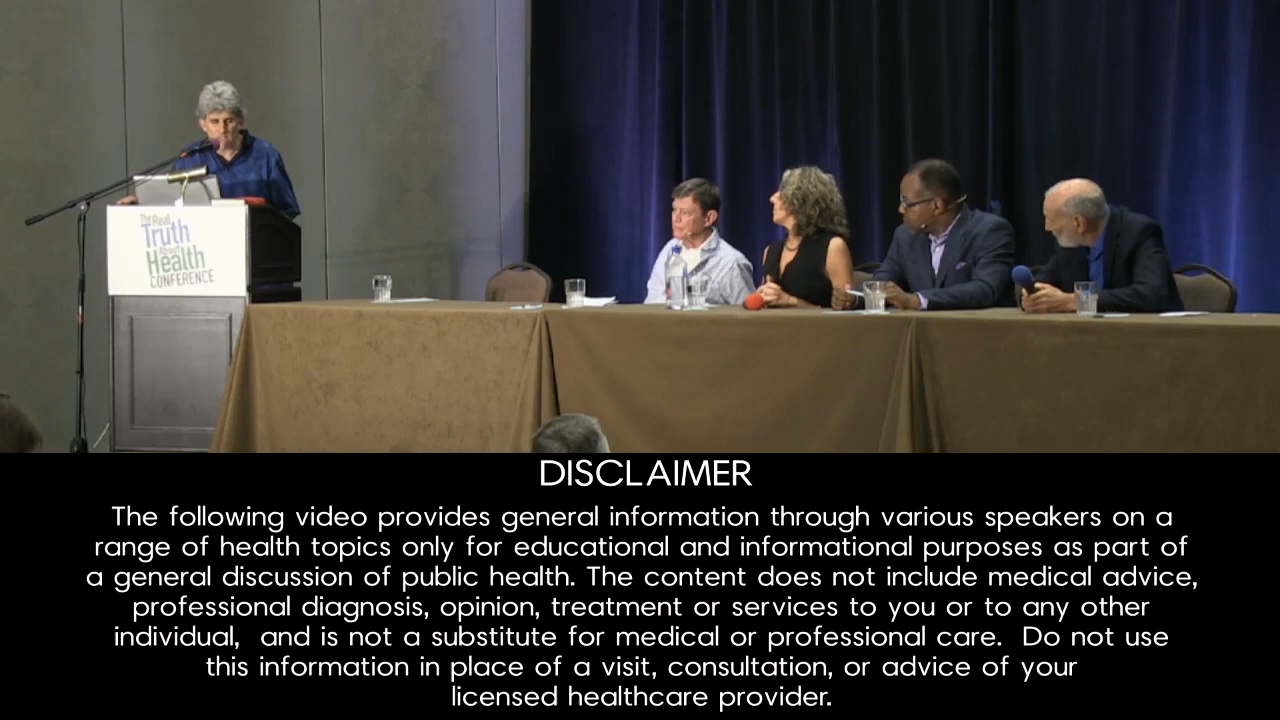 The Real
Truth
About
Health
CONFERENCE
DISCLAIMER
The following video provides general information through various speakers on a
range of health topics only for educational and informational purposes as part of
a general discussion of public health. The content does not include medical advice,
professional diagnosis, opinion, treatment or services to you or to any other
individual,  and is not a substitute for medical or professional care.  Do not use
this information in place of a visit, consultation, or advice of your
licensed healthcare provider.